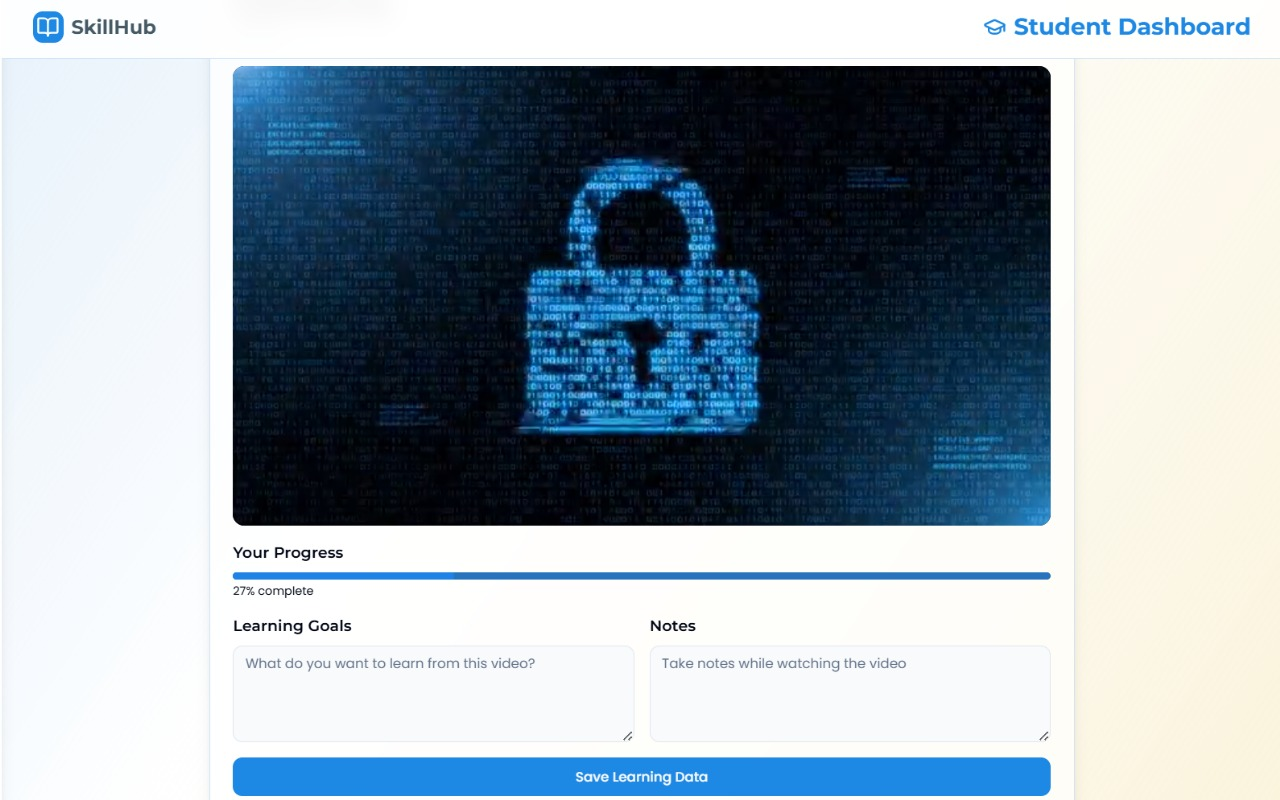 SkillHub
Student Dashboard
Your Progress
27% complete
Learning Goals
Notes
What do you want to learn from this video?
Take notes while watching the video
Save Learning Data